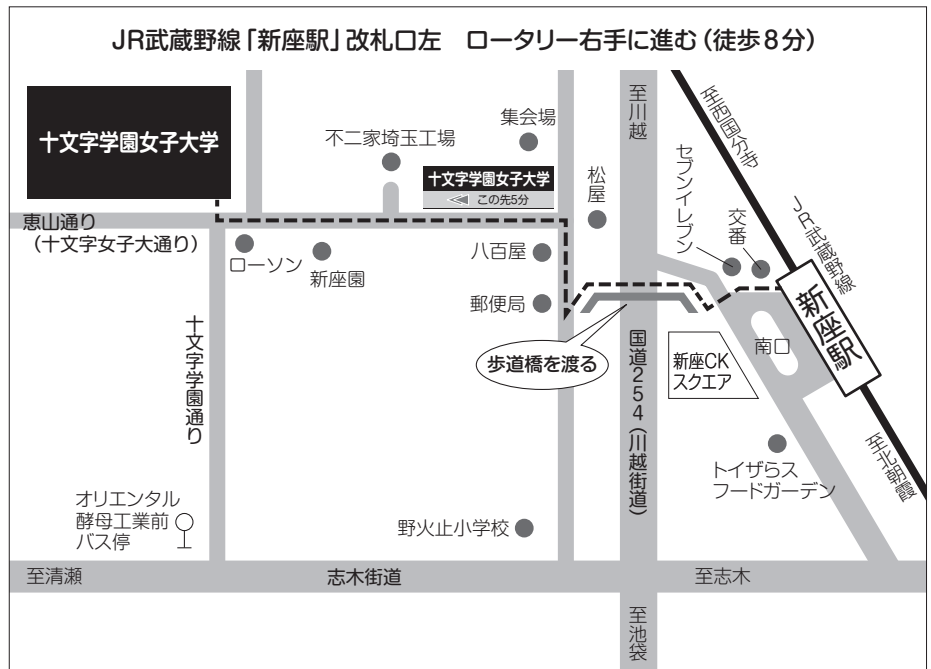 JR武蔵野線「新座駅」改札口左　ロータリー右手に進む（徒歩８分）
十文字学園女子大学
不二家埼玉工場
集会場
至川越
至西国分寺
十文字学園女子大学
この先5分
松屋
セブンイレブン
交番
JR武蔵野線
恵山通り
（十文字女子大通り）
ローソン
新座園
八百屋
郵便局
新座駅
南口
歩道橋を渡る
新座CK
スクエア
国道２５４（川越街道）
十文字学園通り
トイザらス
フードガーデン
至北朝霞
オリエンタル
酵母工業前
バス停
野火止小学校
至清瀬
志木街道
至志木
至池袋